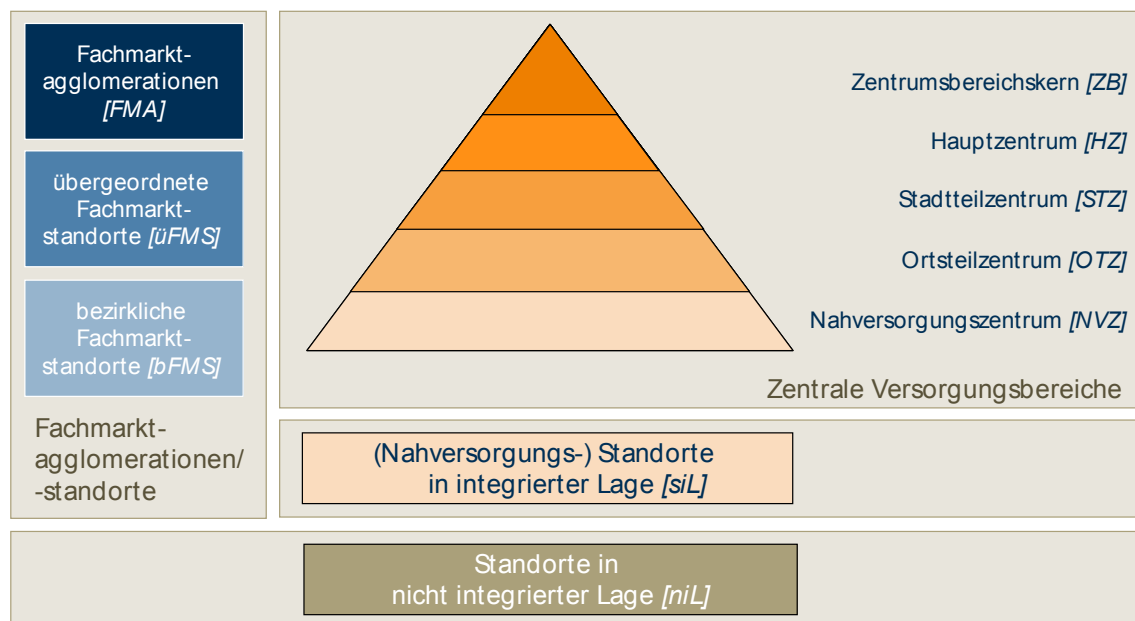 Fachmarkt-
agglomerationen
[FMA]
übergeordnete
Fachmarkt-
standorte [üFMS]
bezirkliche
Fachmarkt-
standorte [bFMS]
Fachmarkt-
agglomerationen/
-standorte
Zentrumsbereichskern [ZB]
Hauptzentrum [HZ]
Stadtteilzentrum [STZ]
Ortsteilzentrum [OTZ]
Nahversorgungszentrum [NVZ]
Zentrale Versorgungsbereiche
(Nahversorgungs-) Standorte
in integrierter Lage [siL]
Standorte in
nicht integrierter Lage [niL]